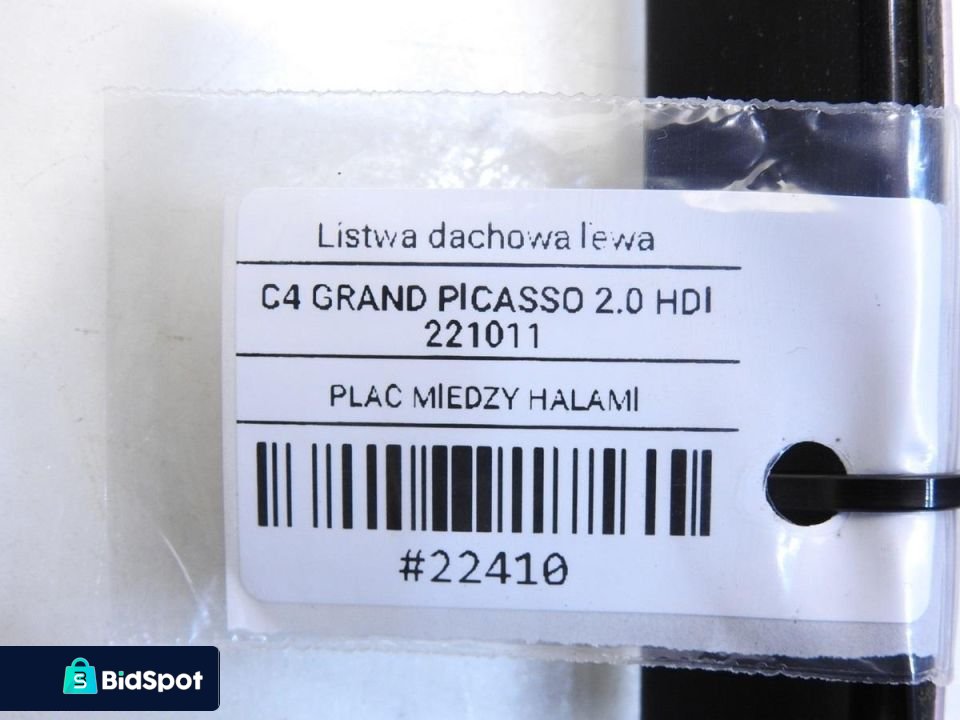 Listwa dachowa lewa
C4 GRAND PICASSO 2.0 HDI
221011
PLAC MIEDZY HALAMI
#22410
BidSpot